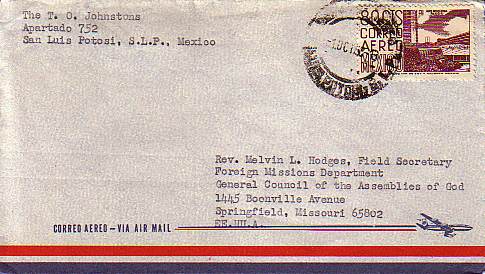 The T. O. Johnstons
Apartado 752
San Luis Potosi, S.L.P., Mexico
80CTS
CORREO
AEREO
MEXICO
Rev. Melvin L. Hodges, Field Secretary
Foreign Missions Department
General Council of the Assemblies of God
1445 Boonville Avenue
Springfield, Missouri 65802
EE.UU.A.
CORREO AEREO—VIA AIR MAIL